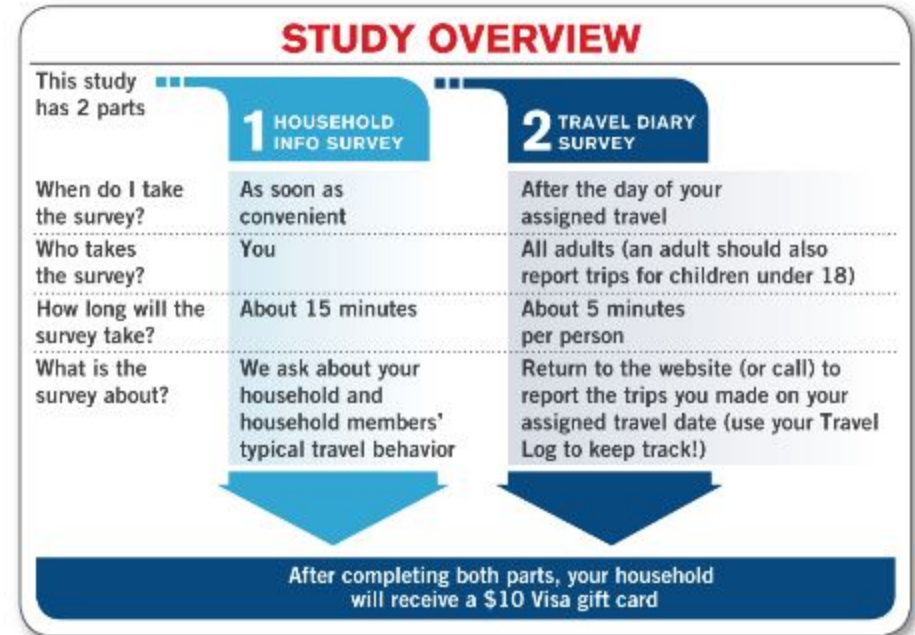 STUDY OVERVIEW
This study
has 2 parts
1 HOUSEHOLD
INFO SURVEY
2 TRAVEL DIARY
SURVEY
When do I take
the survey?
As soon as
convenient
After the day of your
assigned travel
Who takes
the survey?
You
All adults (an adult should also
report trips for children under 18)
How long will the
survey take?
About 15 minutes
About 5 minutes
per person
What is the
survey about?
We ask about your
household and
household members'
typical travel behavior
Return to the website (or call) to
report the trips you made on your
assigned travel date (use your Travel
Log to keep track!)
After completing both parts, your household
will receive a $10 Visa gift card